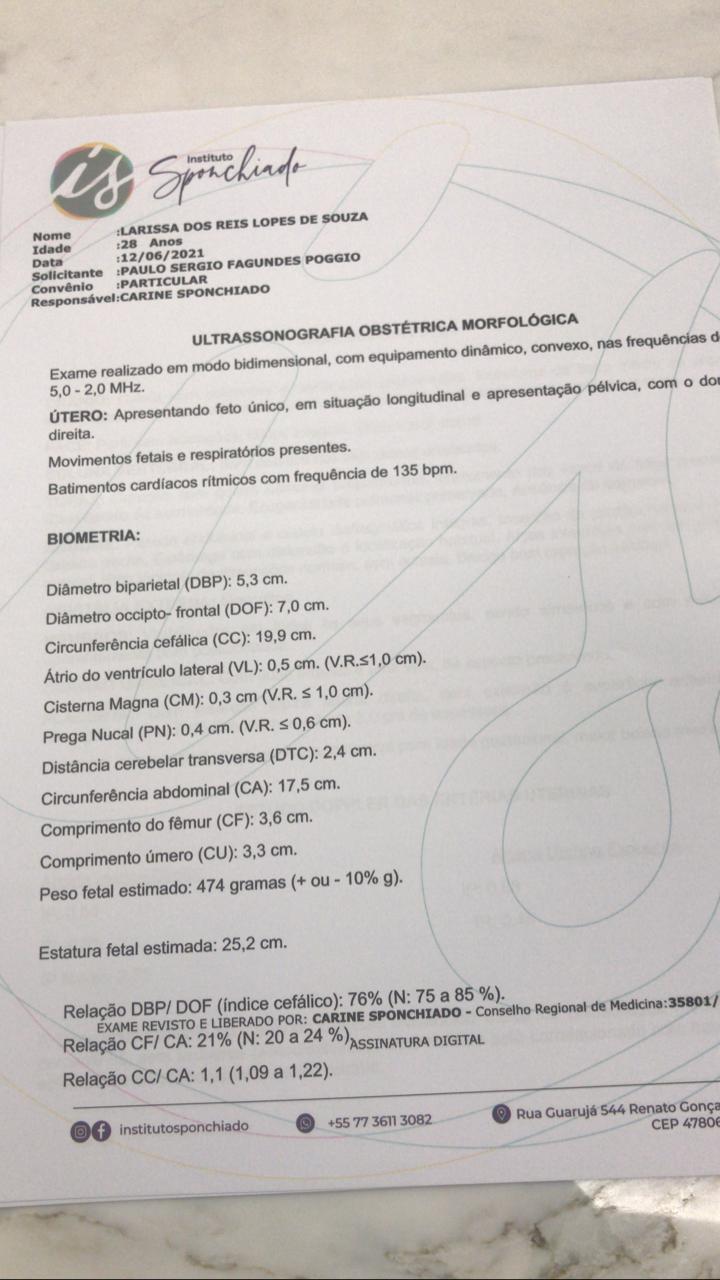 is Instituto
Sponchiado
Nome :LARISSA DOS REIS LOPES DE SOUZA
Idade :28 Anos
Data :12/06/2021
Solicitante :PAULO SERGIO FAGUNDES POGGIO
Convênio :PARTICULAR
Responsável:CARINE SPONCHIADO
ULTRASSONOGRAFIA OBSTÉTRICA MORFOLÓGICA
Exame realizado em modo bidimensional, com equipamento dinâmico, convexo, nas frequências d
5,0 - 2,0 MHz.
ÚTERO: Apresentando feto único, em situação longitudinal e apresentação pélvica, com o do
direita.
Movimentos fetais e respiratórios presentes.
Batimentos cardíacos rítmicos com frequência de 135 bpm.
BIOMETRIA:
Diâmetro biparietal (DBP): 5,3 cm.
Diâmetro occipto- frontal (DOF): 7,0 cm.
Circunferência cefálica (CC): 19,9 cm.
Átrio do ventrículo lateral (VL): 0,5 cm. (V.R.≤1,0 cm).
Cisterna Magna (CM): 0,3 cm (V.R. ≤ 1,0 cm).
Prega Nucal (PN): 0,4 cm. (V.R. ≤ 0,6 cm).
Distância cerebelar transversa (DTC): 2,4 cm.
Circunferência abdominal (CA): 17,5 cm.
Comprimento do fêmur (CF): 3,6 cm.
Comprimento úmero (CU): 3,3 cm.
Peso fetal estimado: 474 gramas (+ ou - 10% g).
Estatura fetal estimada: 25,2 cm.
Relação DBP/ DOF (índice cefálico): 76% (N: 75 a 85 %).
EXAME REVISTO E LIBERADO POR: CARINE SPONCHIADO - Conselho Regional de Medicina:35801/
Relação CF/ CA: 21% (N: 20 a 24 %)
ASSINATURA DIGITAL
Relação CC/ CA: 1,1 (1,09 a 1,22).
institutosponchiado +55 77 3611 3082 Rua Guarujá 544 Renato Gonça
CEP 47806